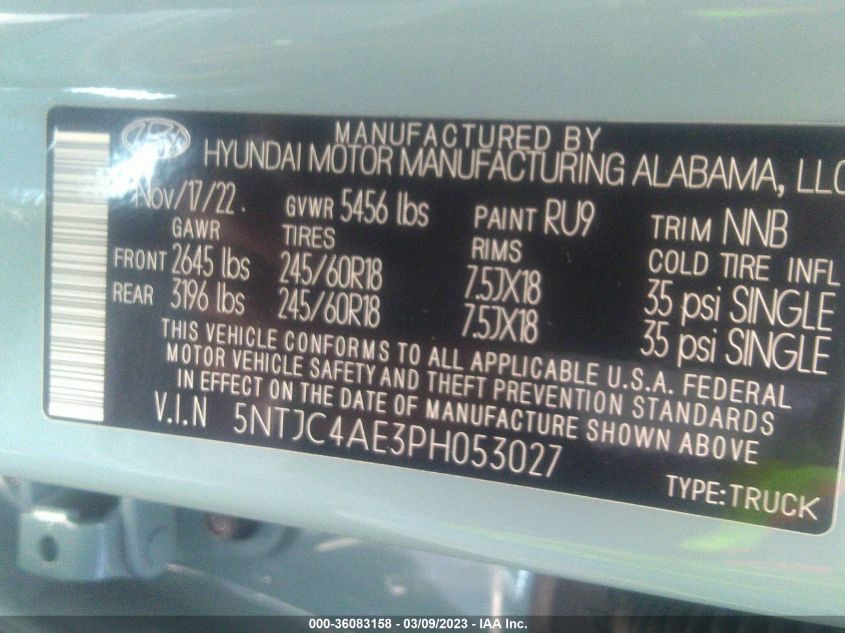 MANUFACTURED BY
HYUNDAI MOTOR MANUFACTURING ALABAMA, LLC
Nov/17/22. GVWR 5456 lbs PAINT RU9 TRIM NNB
GAWR TIRES RIMS COLD TIRE INFL
FRONT 2645 lbs 245/60R18 7.5JX18 35 psi SINGLE
REAR 3196 lbs 245/60R18 7.5JX18 35 psi SINGLE
THIS VEHICLE CONFORMS TO ALL APPLICABLE U.S.A. FEDERAL
MOTOR VEHICLE SAFETY AND THEFT PREVENTION STANDARDS
IN EFFECT ON THE DATE OF MANUFACTURE SHOWN ABOVE
V.I.N 5NTJC4AE3PH053027
TYPE:TRUCK
000-36083158 — 03/09/2023 — IAA Inc.